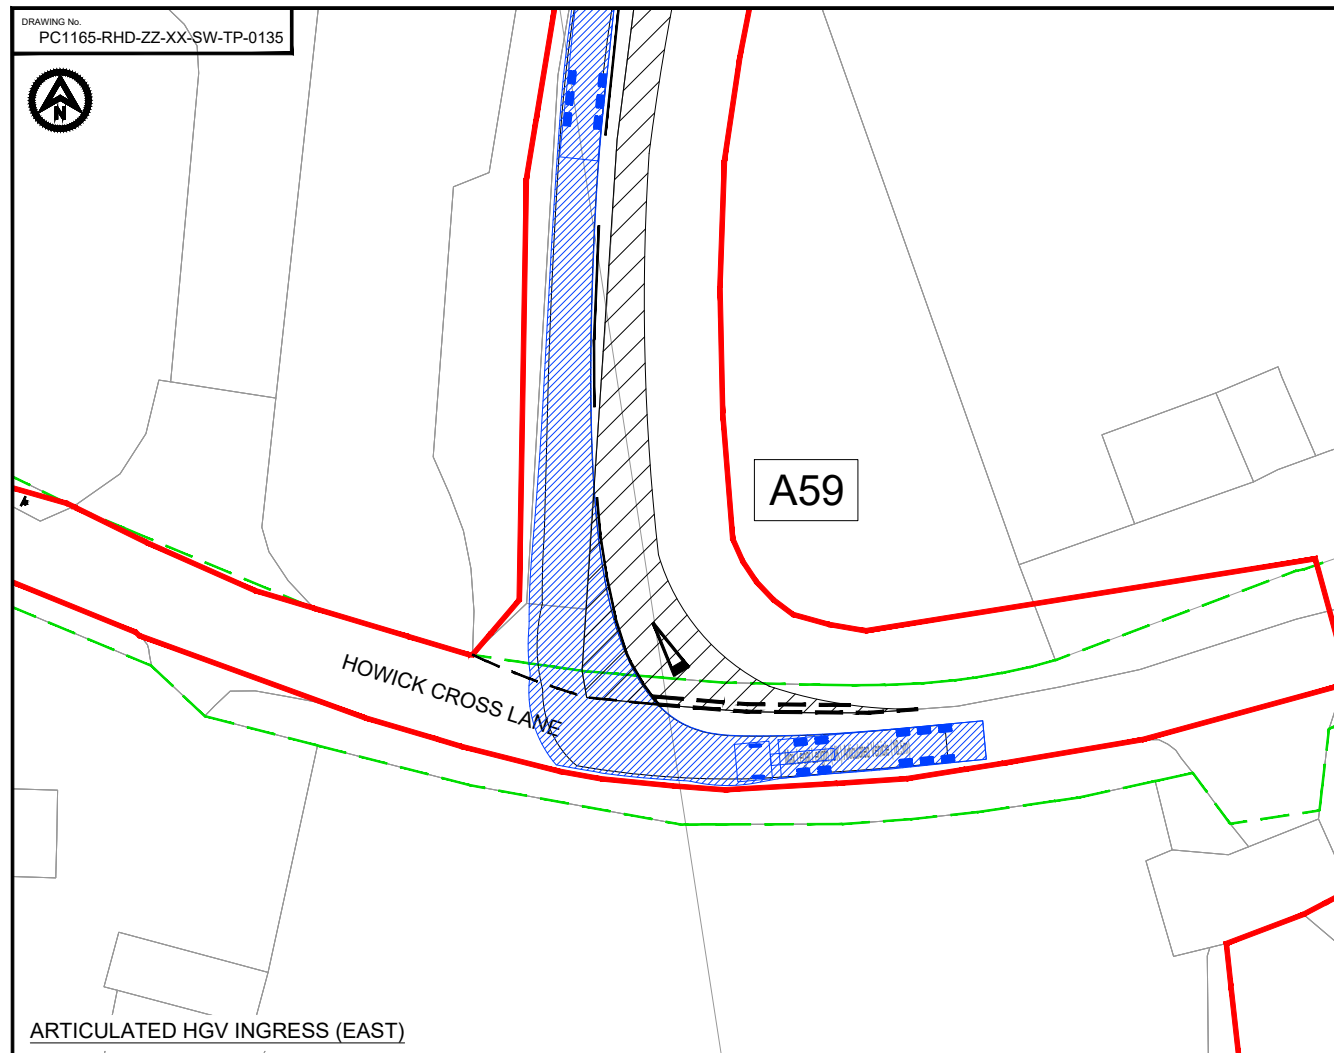 DRAWING No.
PC1165-RHD-ZZ-XX-SW-TP-0135
N
A59
HOWICK CROSS LANE
ARTICULATED HGV INGRESS (EAST)